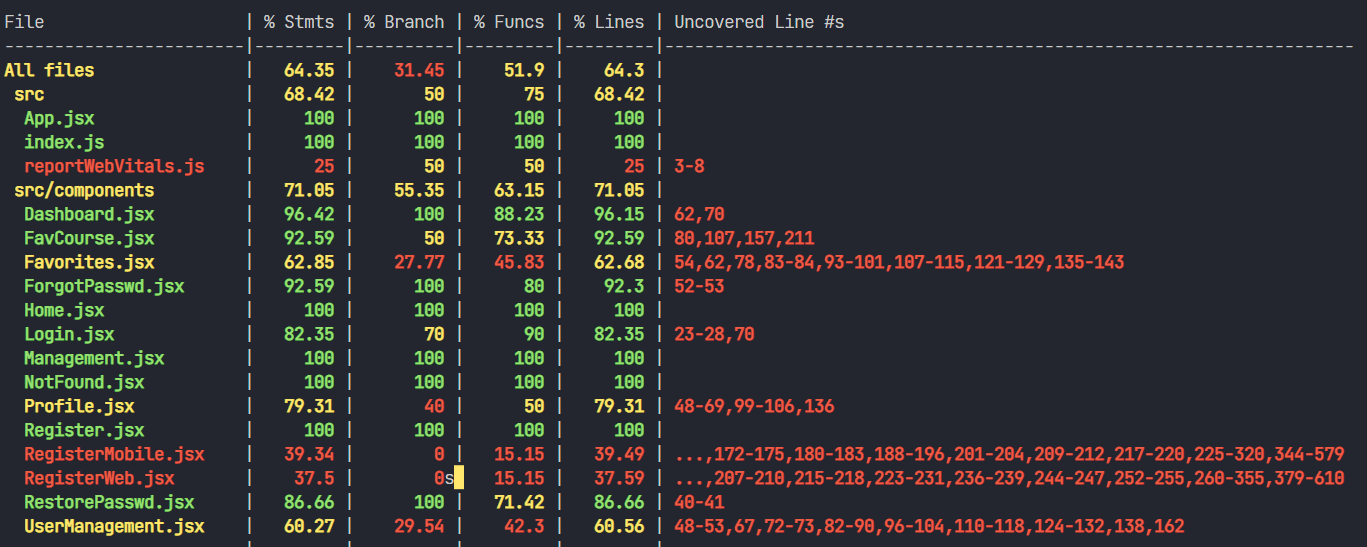 File | % Stmts | % Branch | % Funcs | % Lines | Uncovered Line #s
------------------------|---------|----------|---------|---------|---------------------------------------------------------------------
All files | 64.35 | 31.45 | 51.9 | 64.3 |
src | 68.42 | 50 | 75 | 68.42 |
App.jsx | 100 | 100 | 100 | 100 |
index.js | 100 | 100 | 100 | 100 |
reportWebVitals.js | 25 | 50 | 50 | 25 | 3-8
src/components | 71.05 | 55.35 | 63.15 | 71.05 |
Dashboard.jsx | 96.42 | 100 | 88.23 | 96.15 | 62,70
FavCourse.jsx | 92.59 | 50 | 73.33 | 92.59 | 80,107,157,211
Favorites.jsx | 62.85 | 27.77 | 45.83 | 62.68 | 54,62,78,83-84,93-101,107-115,121-129,135-143
ForgotPasswd.jsx | 92.59 | 100 | 80 | 92.3 | 52-53
Home.jsx | 100 | 100 | 100 | 100 |
Login.jsx | 82.35 | 70 | 90 | 82.35 | 23-28,70
Management.jsx | 100 | 100 | 100 | 100 |
NotFound.jsx | 100 | 100 | 100 | 100 |
Profile.jsx | 79.31 | 40 | 50 | 79.31 | 48-69,99-106,136
Register.jsx | 100 | 100 | 100 | 100 |
RegisterMobile.jsx | 39.34 | 0 | 15.15 | 39.49 | ...,172-175,180-183,188-196,201-204,209-212,217-220,225-320,344-579
RegisterWeb.jsx | 37.5 | 0s | 15.15 | 37.59 | ...,207-210,215-218,223-231,236-239,244-247,252-255,260-355,379-610
RestorePasswd.jsx | 86.66 | 100 | 71.42 | 86.66 | 40-41
UserManagement.jsx | 60.27 | 29.54 | 42.3 | 60.56 | 48-53,67,72-73,82-90,96-104,110-118,124-132,138,162